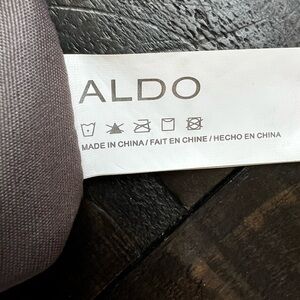 ALDO
MADE IN CHINA / FAIT EN CHINE / HECHO EN CHINA